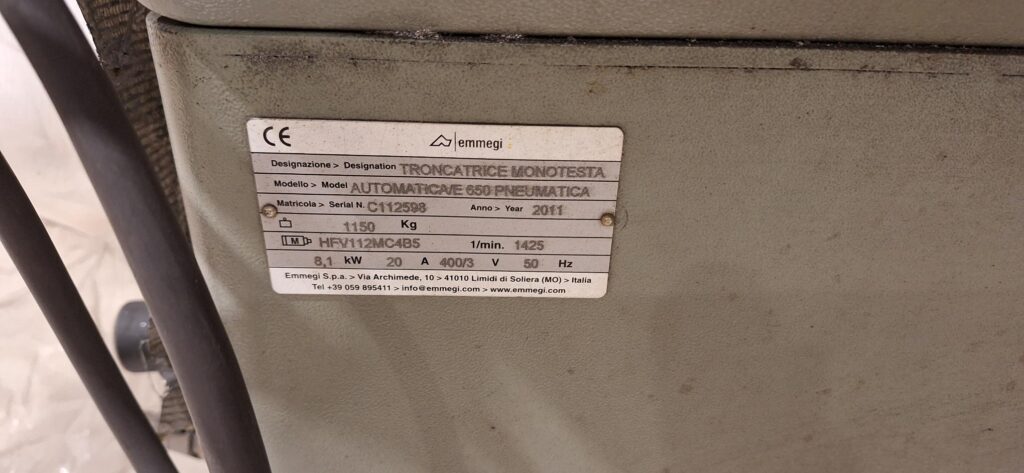 CE emmegi
Designazione > Designation TRONCATRICE MONOTESTA
Modello > Model AUTOMATICA/E 650 PNEUMATICA
Matricola > Serial N. C112598 Anno > Year 2011
1150 Kg
M HFV112MC4B5 1/min. 1425
8,1 kW 20 A 400/3 V 50 Hz
Emmegi S.p.a. > Via Archimede, 10 > 41010 Limidi di Soliera (MO) > Italia
Tel +39 059 895411 > info@emmegi.com > www.emmegi.com